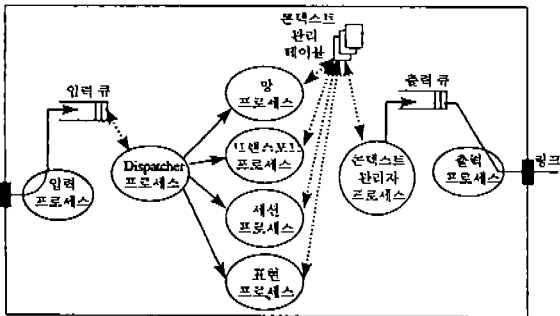 콘덱스트
관리
테이블
입력 큐
출력 큐
망
프로세스
트랜스포트
프로세스
Dispatcher
프로세스
세션
프로세스
표현
프로세스
입력
프로세스
콘덱스트
관리자
프로세스
출력
프로세스
링크